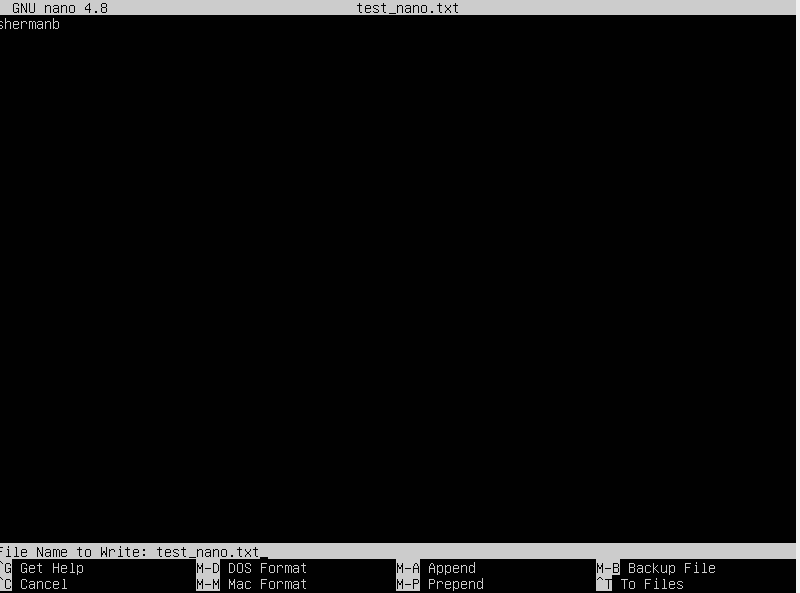 GNU nano 4.8 test_nano.txt
shermanb
File Name to Write: test_nano.txt
^G Get Help M-D DOS Format M-A Append M-B Backup File
^C Cancel M-M Mac Format M-P Prepend ^T To Files